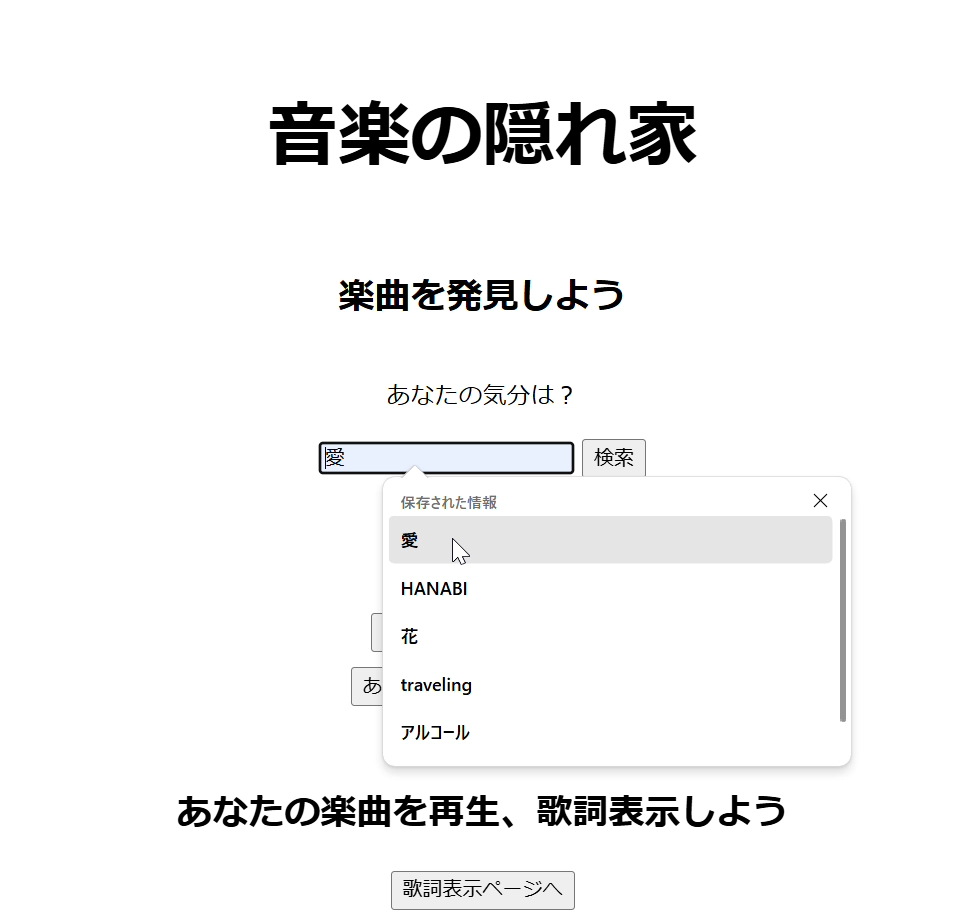 音楽の隠れ家
楽曲を発見しよう
あなたの気分は？
愛 検索
保存された情報
愛
HANABI
花
traveling
あ
アルコール
あなたの楽曲を再生、歌詞表示しよう
歌詞表示ページへ